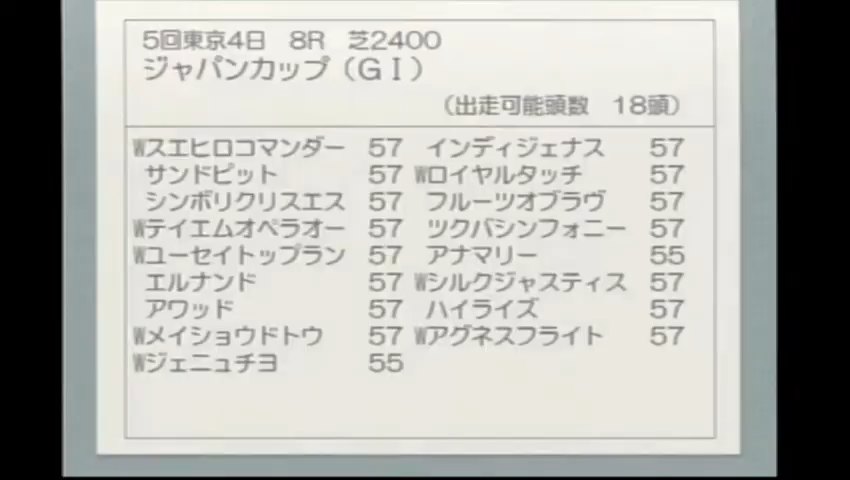 5回東京4日 8R 芝2400
ジャパンカップ（GⅠ）
（出走可能頭数 18頭）
Wスエヒロコマンダー 57 インディジェナス 57
サンドピット 57 Wロイヤルタッチ 57
シンボリクリスエス 57 フルーツオブラヴ 57
Wテイエムオペラオー 57 ツクバシンフォニー 57
Wユーセイトップラン 57 アナマリー 55
エルナンド 57 Wシルクジャスティス 57
アワッド 57 ハイライズ 57
Wメイショウドトウ 57 Wアグネスフライト 57
Wジェニュチヨ 55